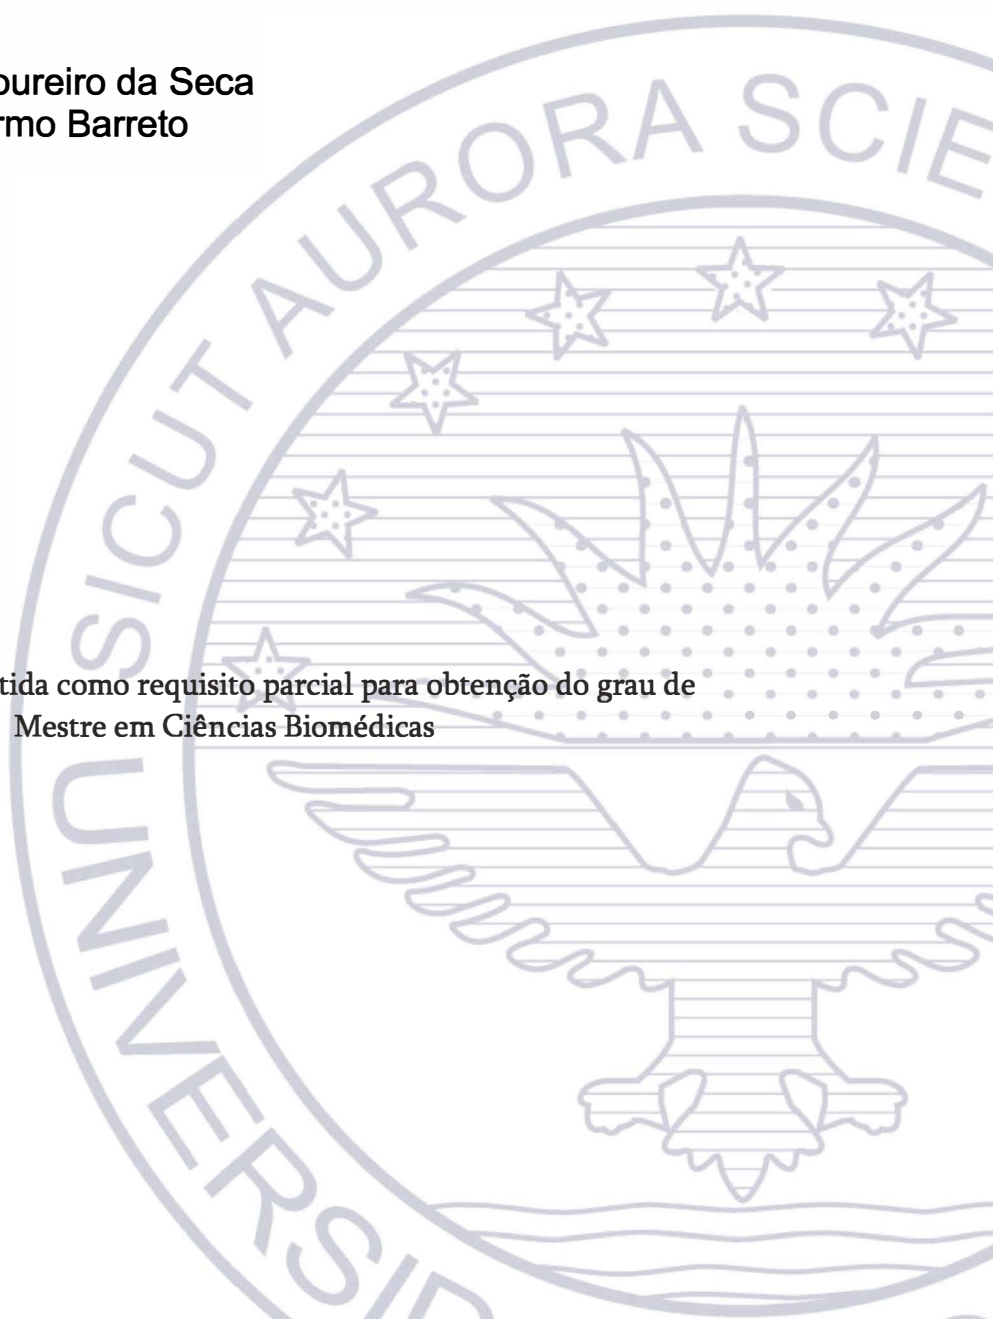 oureiro da Seca
rmo Barreto
SICUT AURORA SCIE
tida como requisito parcial para obtenção do grau de
Mestre em Ciências Biomédicas
UNIVERSID